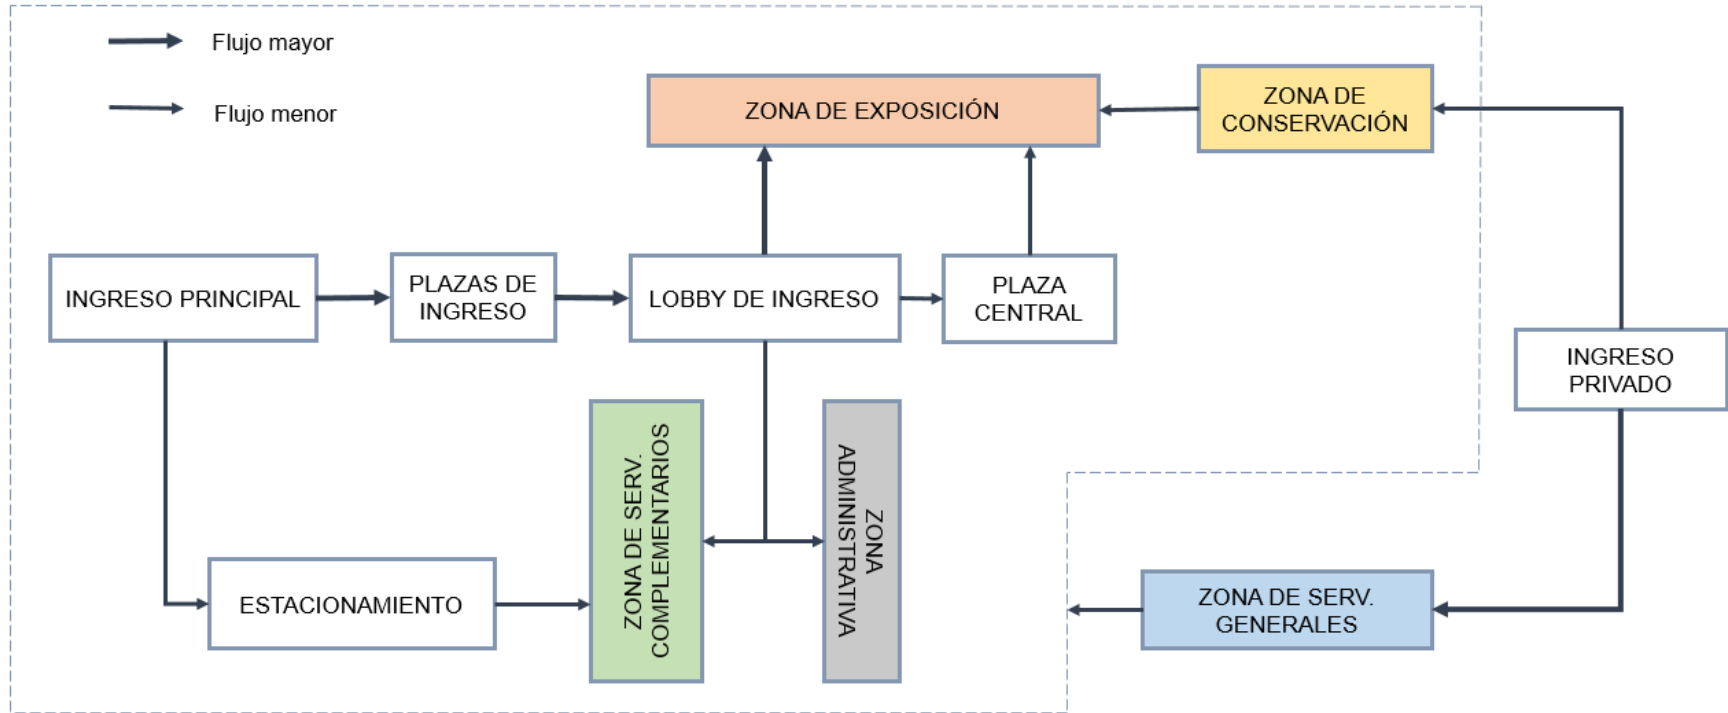 Flujo mayor
Flujo menor
ZONA DE EXPOSICIÓN
ZONA DE
CONSERVACIÓN
INGRESO PRINCIPAL
PLAZAS DE
INGRESO
LOBBY DE INGRESO
PLAZA
CENTRAL
INGRESO
PRIVADO
ESTACIONAMIENTO
ZONA DE SERV.
COMPLEMENTARIOS
ZONA
ADMINISTRATIVA
ZONA DE SERV.
GENERALES